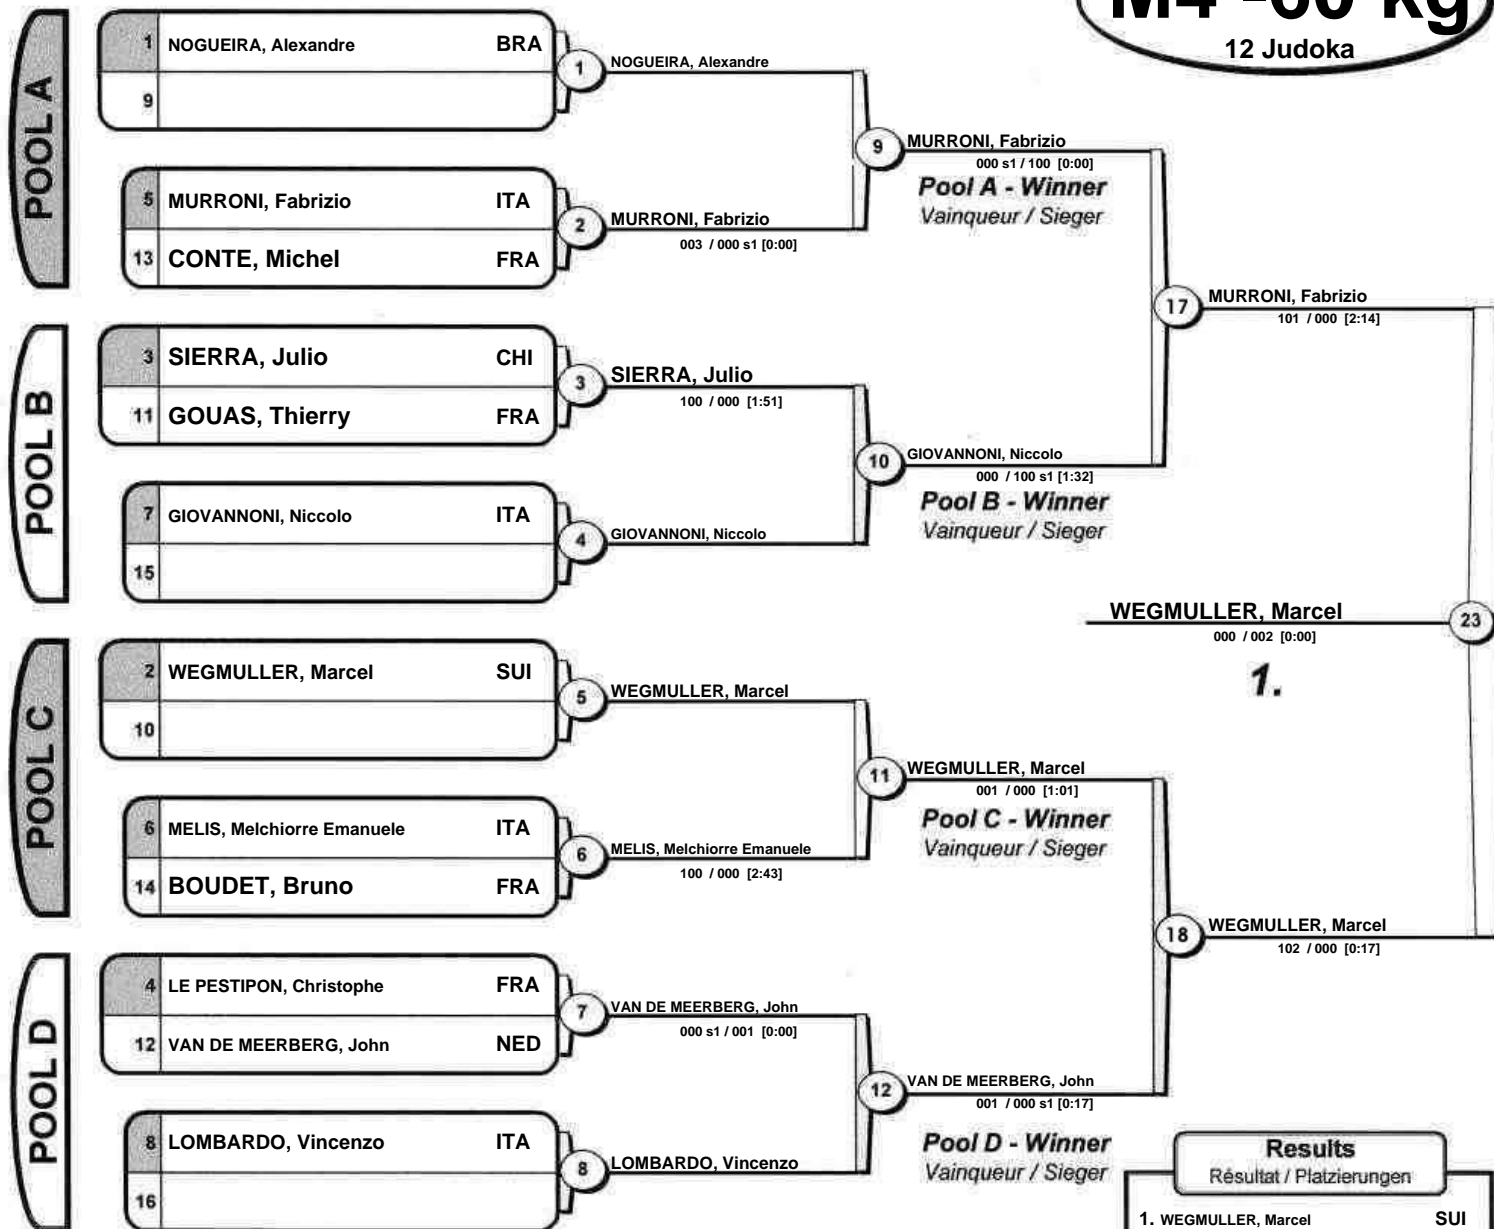 M4 -60 kg
12 Judoka
POOL A
1 NOGUEIRA, Alexandre BRA
9
1 NOGUEIRA, Alexandre
5 MURRONI, Fabrizio ITA
13 CONTE, Michel FRA
2 MURRONI, Fabrizio
003 / 000 s1 [0:00]
9 MURRONI, Fabrizio
000 s1 / 100 [0:00]
Pool A - Winner
Vainqueur / Sieger
POOL B
3 SIERRA, Julio CHI
11 GOUAS, Thierry FRA
3 SIERRA, Julio
100 / 000 [1:51]
7 GIOVANNONI, Niccolo ITA
15
4 GIOVANNONI, Niccolo
10 GIOVANNONI, Niccolo
000 / 100 s1 [1:32]
Pool B - Winner
Vainqueur / Sieger
17 MURRONI, Fabrizio
101 / 000 [2:14]
WEGMULLER, Marcel 23
000 / 002 [0:00]
1.
POOL C
2 WEGMULLER, Marcel SUI
10
5 WEGMULLER, Marcel
6 MELIS, Melchiorre Emanuele ITA
14 BOUDET, Bruno FRA
6 MELIS, Melchiorre Emanuele
100 / 000 [2:43]
11 WEGMULLER, Marcel
001 / 000 [1:01]
Pool C - Winner
Vainqueur / Sieger
POOL D
4 LE PESTIPON, Christophe FRA
12 VAN DE MEERBERG, John NED
7 VAN DE MEERBERG, John
000 s1 / 001 [0:00]
8 LOMBARDO, Vincenzo ITA
16
8 LOMBARDO, Vincenzo
12 VAN DE MEERBERG, John
001 / 000 s1 [0:17]
Pool D - Winner
Vainqueur / Sieger
18 WEGMULLER, Marcel
102 / 000 [0:17]
Results
Résultat / Platzierungen
1. WEGMULLER, Marcel SUI